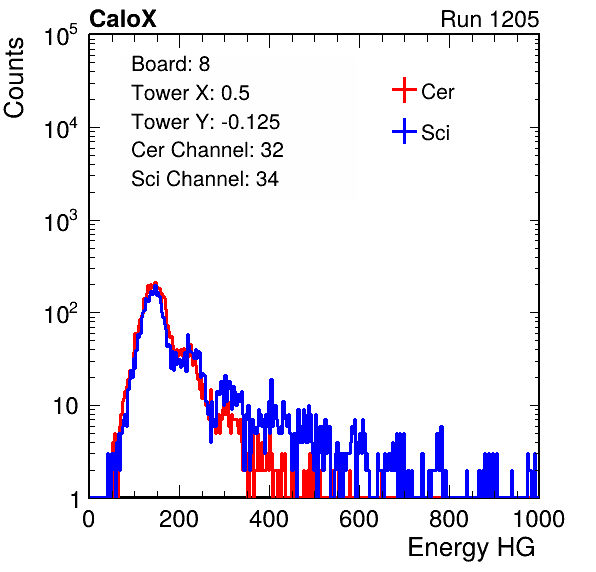 CaloX Run 1205
Counts
10^5
10^4
10^3
10^2
10
1
Board: 8
Tower X: 0.5
Tower Y: -0.125
Cer Channel: 32
Sci Channel: 34
Cer
Sci
0 200 400 600 800 1000
Energy HG